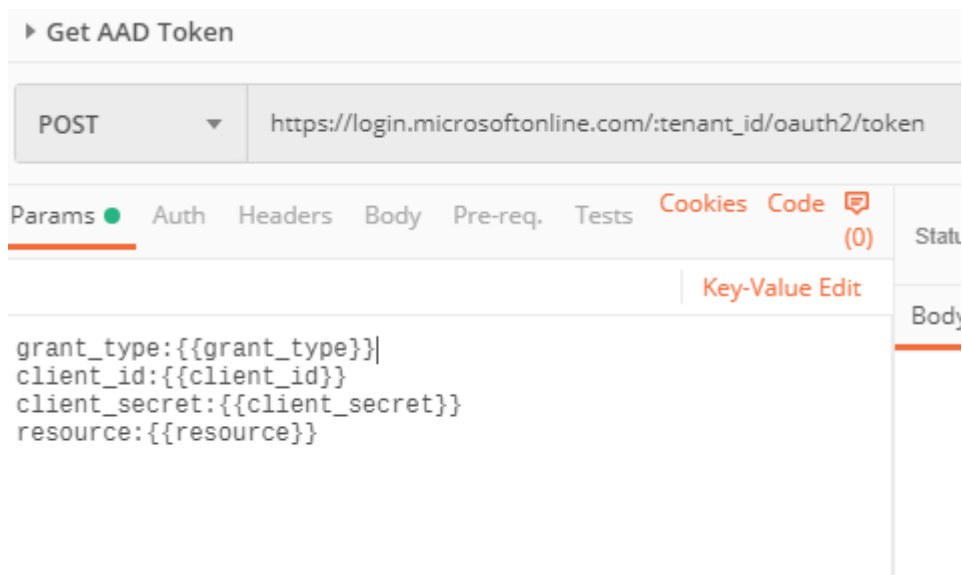 Get AAD Token
POST https://login.microsoftonline.com/:tenant_id/oauth2/token
Params Auth Headers Body Pre-req. Tests Cookies Code (0)
Statu
Key-Value Edit
Body
grant_type:{{grant_type}}
client_id:{{client_id}}
client_secret:{{client_secret}}
resource:{{resource}}